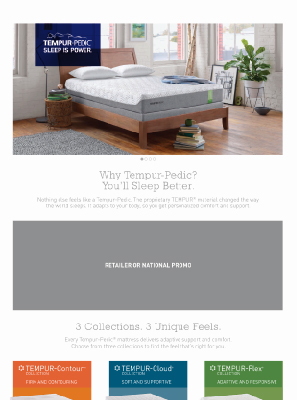 TEMPUR-PEDIC
SLEEP IS POWER.
Why Tempur-Pedic?
You'll Sleep Better.
Nothing else feels like a Tempur-Pedic. The proprietary TEMPUR® material changed the way
the world sleeps. It adapts to your body, so you get personalized comfort and support.
RETAILER OR NATIONAL PROMO
3 Collections. 3 Unique Feels.
Every Tempur-Pedic® mattress delivers adaptive support and comfort.
Choose from three collections to find the feel that's right for you.
TEMPUR-Contour™
COLLECTION
FIRM AND CONTOURING
TEMPUR-Cloud®
COLLECTION
SOFT AND SUPPORTIVE
TEMPUR-Flex®
COLLECTION
ADAPTIVE AND RESPONSIVE